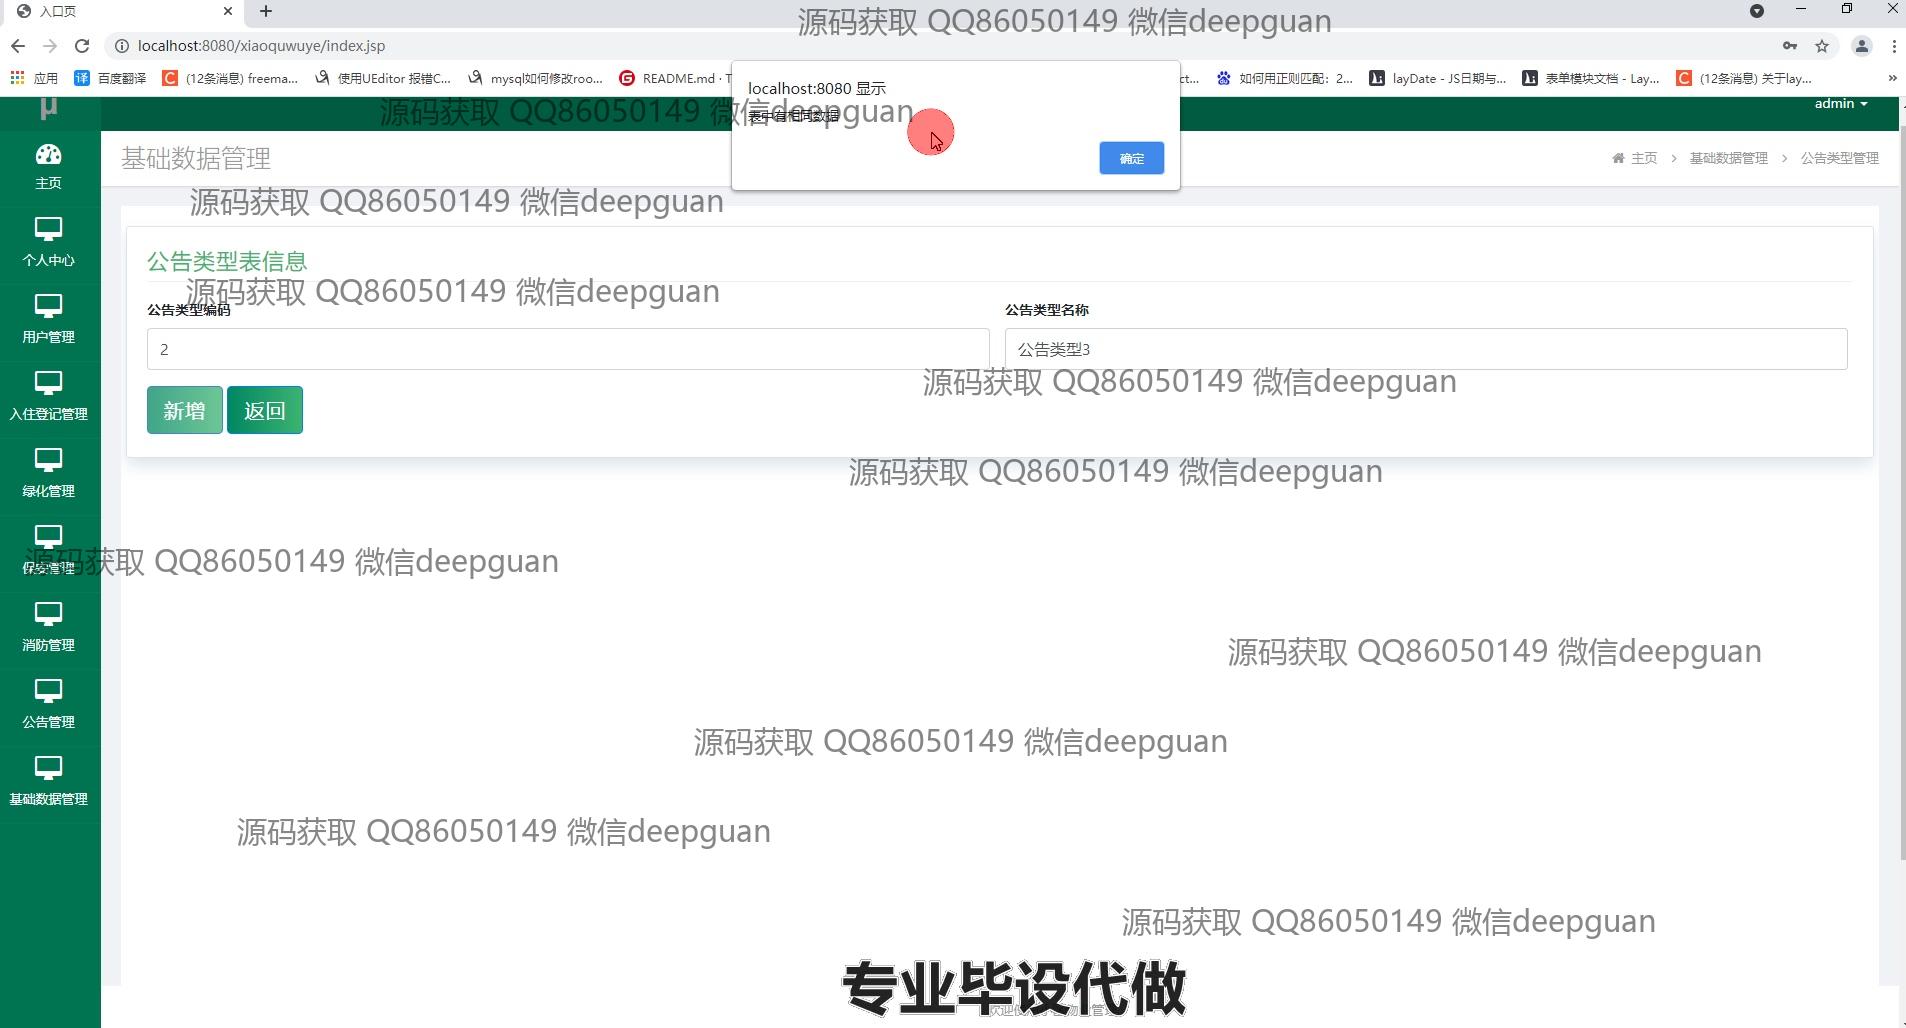 入口页
源码获取 QQ86050149 微信deepguan
localhost:8080/xiaoquwuye/index.jsp
应用
百度翻译
(12条消息) freema...
使用UEditor 报错C...
mysql如何修改roo...
README.md · T
ct...
如何用正则匹配：2...
layDate - JS日期与...
表单模块文档 - Lay...
(12条消息) 关于lay...
»
localhost:8080 显示
表中有相同数据
确定
μ
源码获取 QQ86050149 微信deepguan
admin
基础数据管理
主页 > 基础数据管理 > 公告类型管理
主页
源码获取 QQ86050149 微信deepguan
个人中心
公告类型表信息
源码获取 QQ86050149 微信deepguan
公告类型编码
公告类型名称
用户管理
2
公告类型3
源码获取 QQ86050149 微信deepguan
新增
返回
入住登记管理
源码获取 QQ86050149 微信deepguan
绿化管理
源码获取 QQ86050149 微信deepguan
保安管理
消防管理
源码获取 QQ86050149 微信deepguan
公告管理
源码获取 QQ86050149 微信deepguan
基础数据管理
源码获取 QQ86050149 微信deepguan
源码获取 QQ86050149 微信deepguan
专业毕设代做